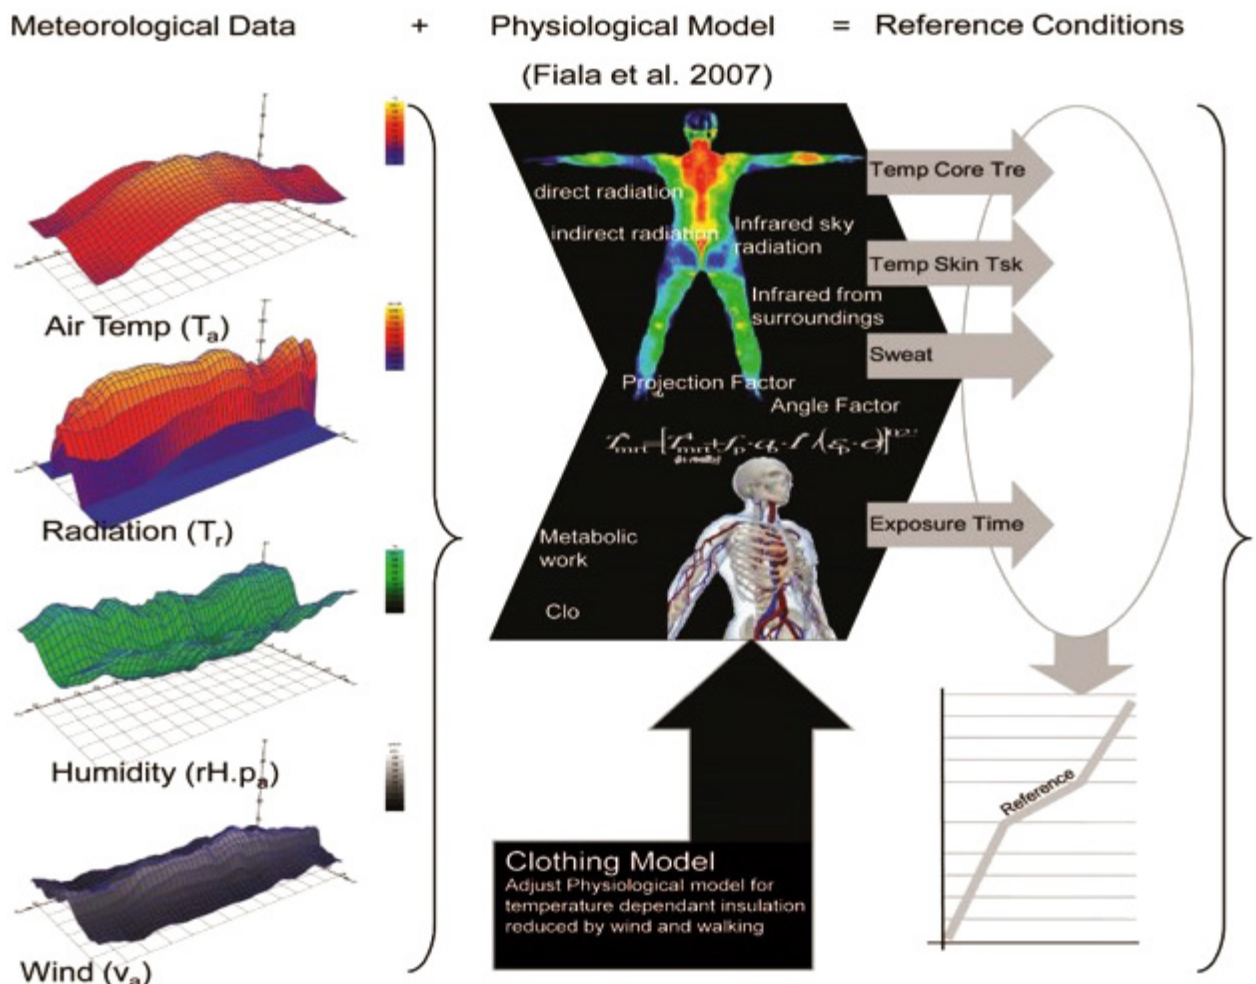 Meteorological Data + Physiological Model = Reference Conditions
(Fiala et al. 2007)
Air Temp (Ta)
Radiation (Tr)
Humidity (rH.pa)
Wind (va)
direct radiation
indirect radiation
Infrared sky
radiation
Infrared from
surroundings
Projection Factor
Angle Factor
Metabolic
work
Clo
Clothing Model
Adjust Physiological model for
temperature dependant insulation
reduced by wind and walking
Temp Core Tre
Temp Skin Tsk
Sweat
Exposure Time
Reference